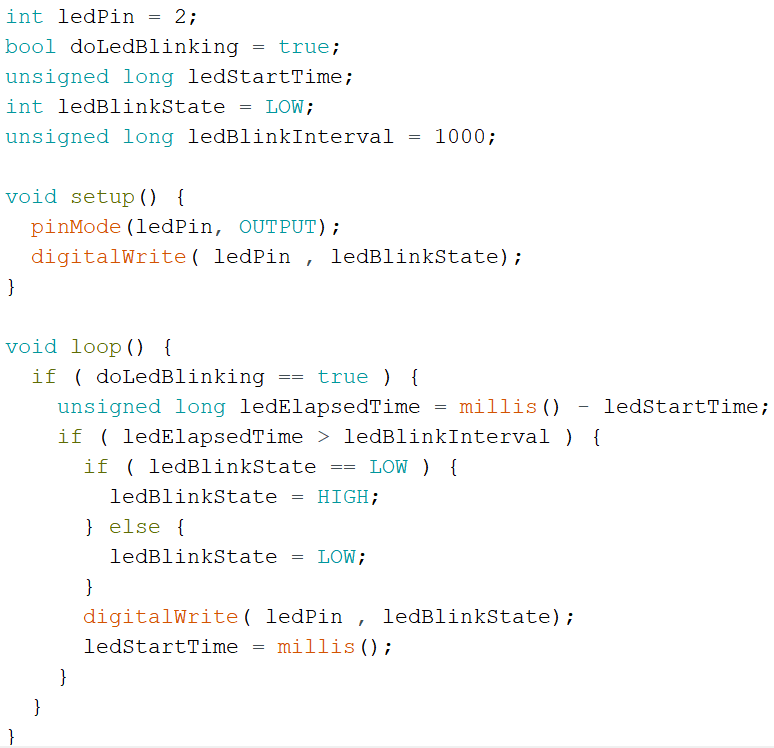 int ledPin = 2;
bool doLedBlinking = true;
unsigned long ledStartTime;
int ledBlinkState = LOW;
unsigned long ledBlinkInterval = 1000;

void setup() {
  pinMode(ledPin, OUTPUT);
  digitalWrite( ledPin , ledBlinkState);
}

void loop() {
  if ( doLedBlinking == true ) {
    unsigned long ledElapsedTime = millis() - ledStartTime;
    if ( ledElapsedTime > ledBlinkInterval ) {
      if ( ledBlinkState == LOW ) {
        ledBlinkState = HIGH;
      } else {
        ledBlinkState = LOW;
      }
      digitalWrite( ledPin , ledBlinkState);
      ledStartTime = millis();
    }
  }
}